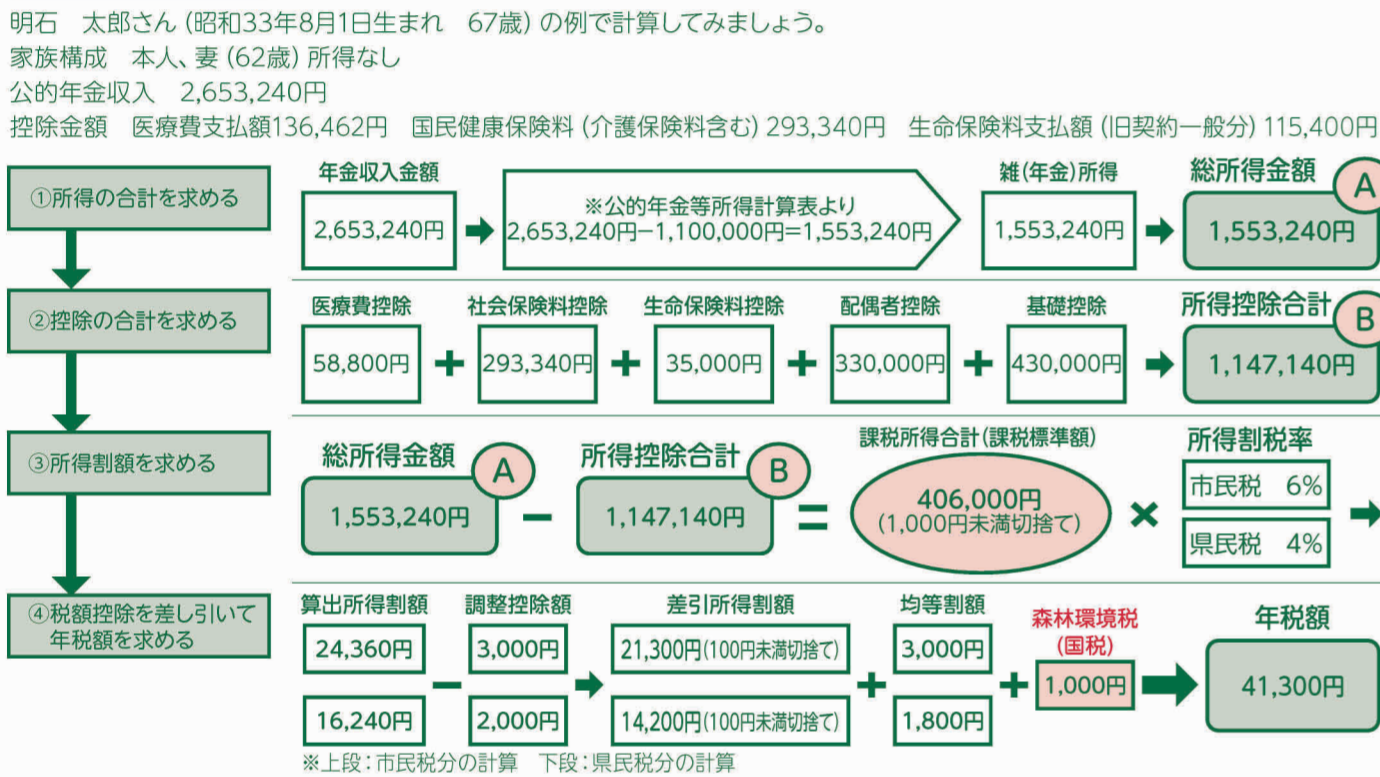 明石　太郎さん（昭和33年8月1日生まれ　67歳）の例で計算してみましょう。
家族構成　本人、妻（62歳）所得なし
公的年金収入　2,653,240円
控除金額　医療費支払額136,462円　国民健康保険料（介護保険料含む）293,340円　生命保険料支払額（旧契約一般分）115,400円
①所得の合計を求める
年金収入金額
2,653,240円
※公的年金等所得計算表より
2,653,240円−1,100,000円＝1,553,240円
雑（年金）所得
1,553,240円
総所得金額
A
1,553,240円
②控除の合計を求める
医療費控除
58,800円
+
社会保険料控除
293,340円
+
生命保険料控除
35,000円
+
配偶者控除
330,000円
+
基礎控除
430,000円
所得控除合計
B
1,147,140円
③所得割額を求める
総所得金額
A
1,553,240円
−
所得控除合計
B
1,147,140円
=
課税所得合計（課税標準額）
406,000円
（1,000円未満切捨て）
×
所得割税率
市民税　6%
県民税　4%
④税額控除を差し引いて
年税額を求める
算出所得割額
24,360円
16,240円
−
調整控除額
3,000円
2,000円
差引所得割額
21,300円（100円未満切捨て）
14,200円（100円未満切捨て）
+
均等割額
3,000円
1,800円
+
森林環境税
（国税）
1,000円
年税額
41,300円
※上段：市民税分の計算　下段：県民税分の計算